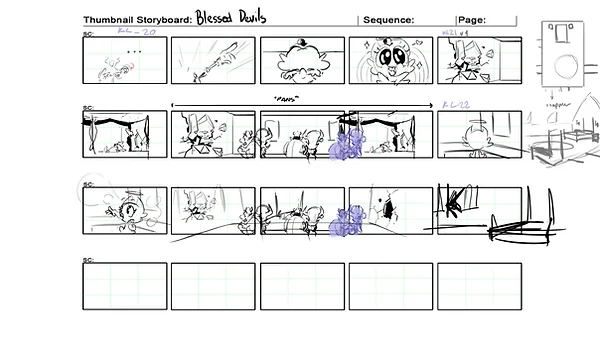 Thumbnail Storyboard: Blessed Devils Sequence: Page:
SC:
SC:
"PANS"
SC:
SC: